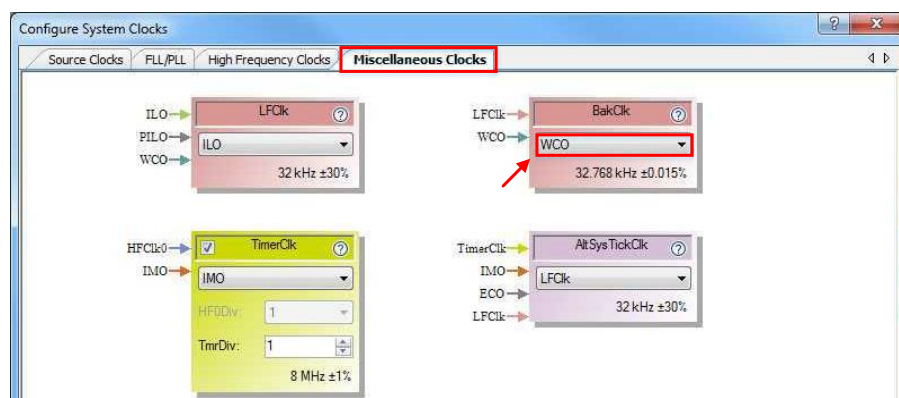 Configure System Clocks
Source Clocks FLL/PLL High Frequency Clocks Miscellaneous Clocks
ILO
PILO
WCO
LFClk
ILO
32 kHz ±30%
LFClk
WCO
BakClk
WCO
32.768 kHz ±0.015%
HFClk0
IMO
TimerClk
IMO
HF0Div: 1
TmrDiv: 1
8 MHz ±1%
TimerClk
IMO
ECO
LFClk
AltSysTickClk
LFClk
32 kHz ±30%